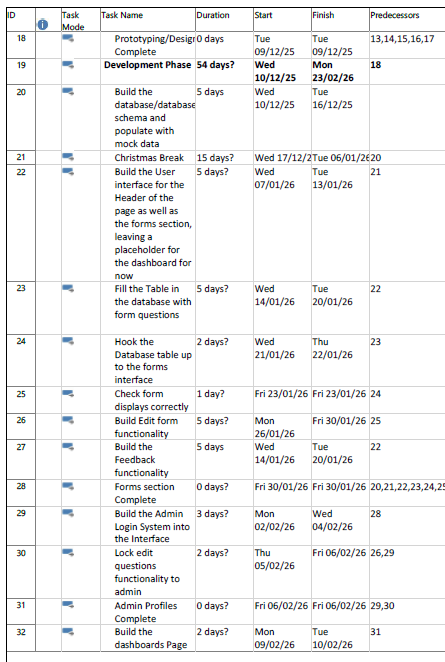 ID Task Mode Task Name Duration Start Finish Predecessors
18 Prototyping/Design 0 days Tue Tue 13,14,15,16,17
Complete 09/12/25 09/12/25
19 Development Phase 54 days? Wed Mon 18
10/12/25 23/02/26
20 Build the 5 days Wed Tue
database/database 10/12/25 16/12/25
schema and
populate with
mock data
21 Christmas Break 15 days? Wed 17/12/2 Tue 06/01/26 20
22 Build the User 5 days? Wed Tue 21
interface for the 07/01/26 13/01/26
Header of the
page as well as
the forms section,
leaving a
placeholder for
the dashboard for
now
23 Fill the Table in 5 days? Wed Tue 22
the database with 14/01/26 20/01/26
form questions
24 Hook the 2 days? Wed Thu 23
Database table up 21/01/26 22/01/26
to the forms
interface
25 Check form 1 day? Fri 23/01/26 Fri 23/01/26 24
displays correctly
26 Build Edit form 5 days? Mon Fri 30/01/26 25
functionality 26/01/26
27 Build the 5 days Wed Tue 22
Feedback 14/01/26 20/01/26
functionality
28 Forms section 0 days? Fri 30/01/26 Fri 30/01/26 20,21,22,23,24,25
Complete
29 Build the Admin 3 days? Mon Wed 28
Login System into 02/02/26 04/02/26
the Interface
30 Lock edit 2 days? Thu Fri 06/02/26 26,29
questions 05/02/26
functionality to
admin
31 Admin Profiles 0 days? Fri 06/02/26 Fri 06/02/26 29,30
Complete
32 Build the 2 days? Mon Tue 31
dashboards Page 09/02/26 10/02/26